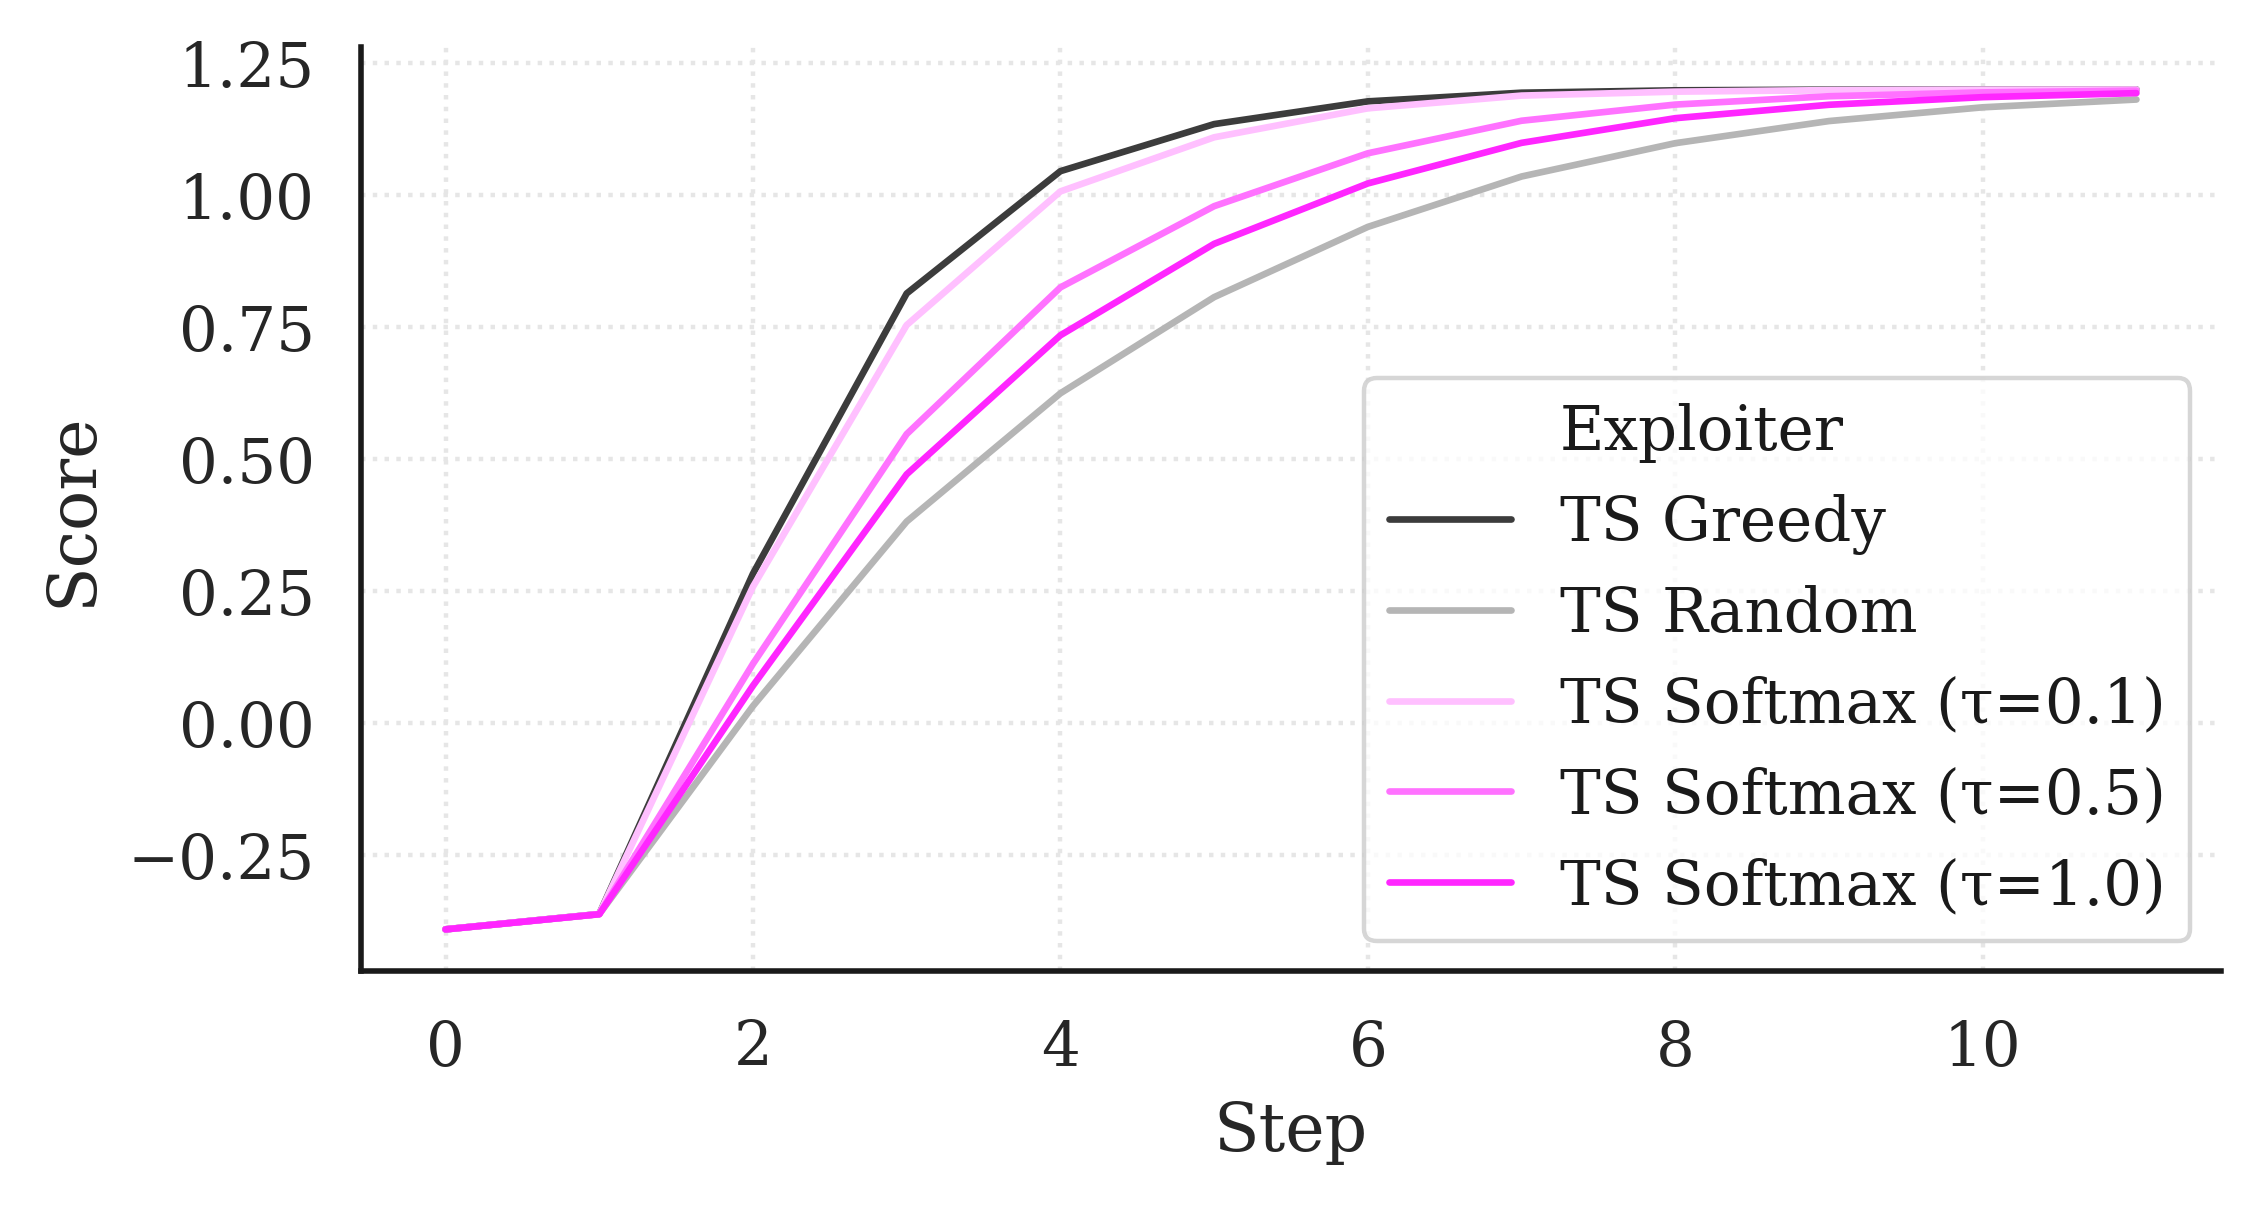 1.25
1.00
0.75
0.50
0.25
0.00
−0.25
Score
0 2 4 6 8 10
Step
Exploiter
TS Greedy
TS Random
TS Softmax (τ=0.1)
TS Softmax (τ=0.5)
TS Softmax (τ=1.0)